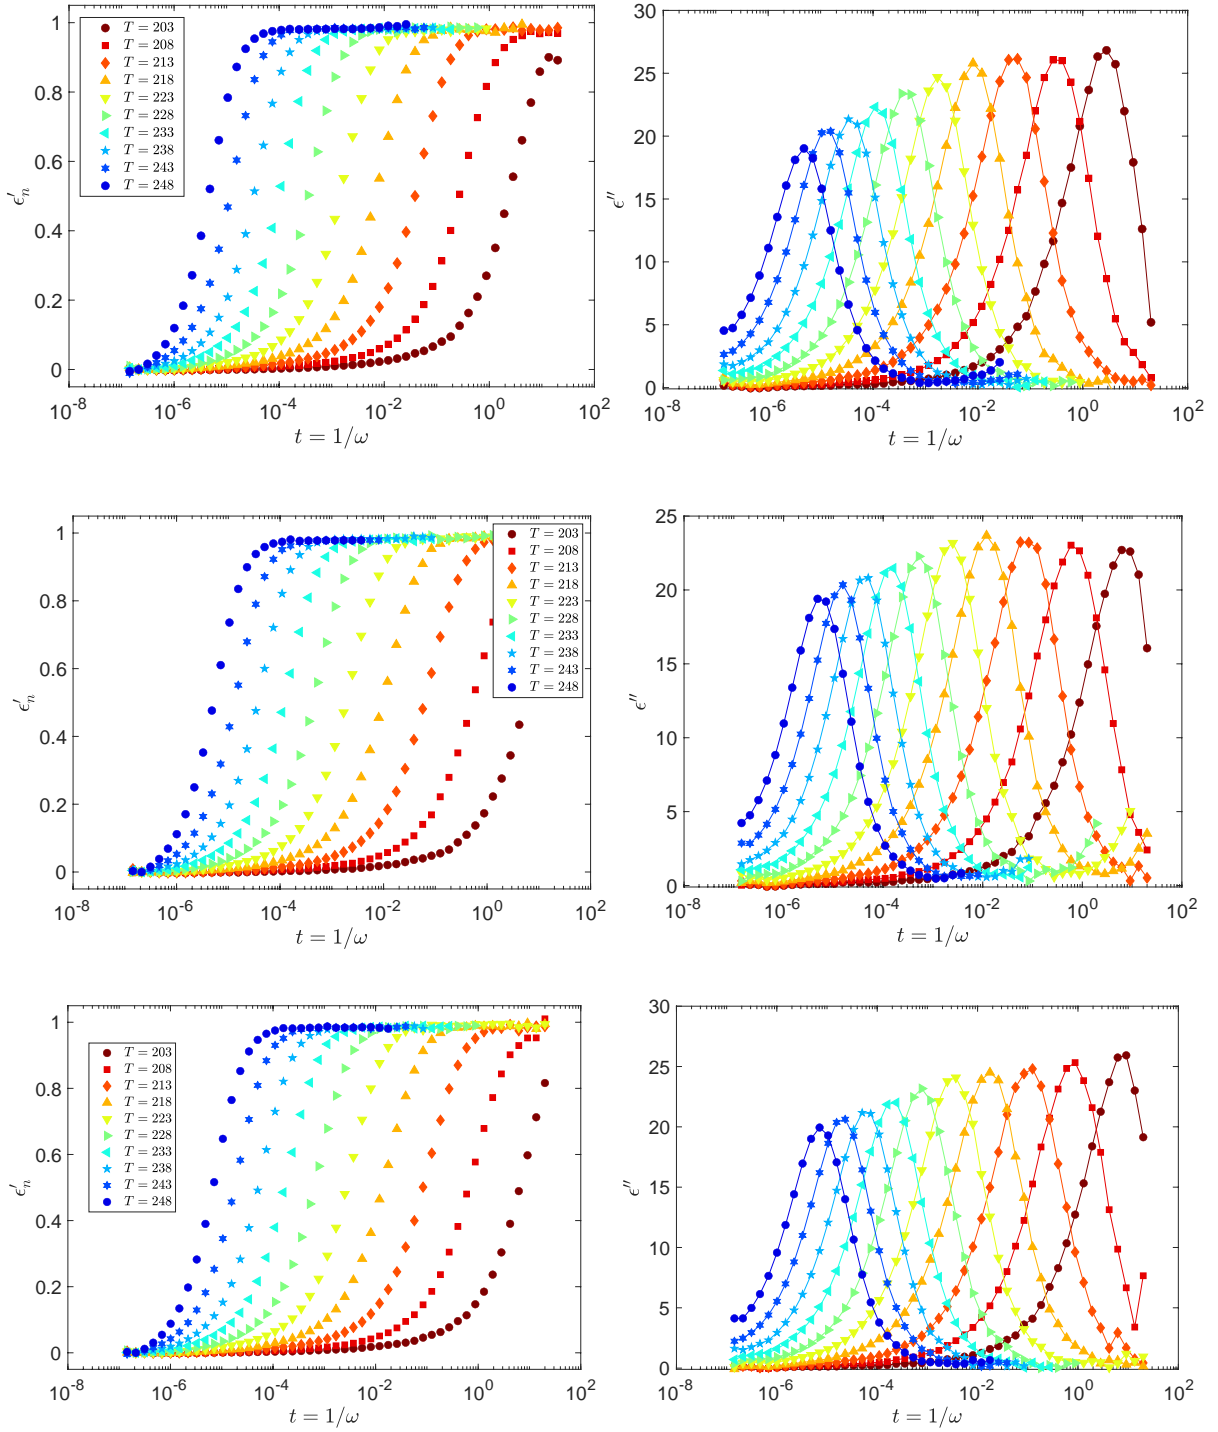 1
0.8
0.6
0.4
0.2
0
ϵ′ₙ
T = 203
T = 208
T = 213
T = 218
T = 223
T = 228
T = 233
T = 238
T = 243
T = 248
10⁻⁸ 10⁻⁶ 10⁻⁴ 10⁻² 10⁰ 10²
t = 1/ω
30
25
20
15
10
5
0
ϵ″
10⁻⁸ 10⁻⁶ 10⁻⁴ 10⁻² 10⁰ 10²
t = 1/ω
1
0.8
0.6
0.4
0.2
0
ϵ′ₙ
T = 203
T = 208
T = 213
T = 218
T = 223
T = 228
T = 233
T = 238
T = 243
T = 248
10⁻⁸ 10⁻⁶ 10⁻⁴ 10⁻² 10⁰ 10²
t = 1/ω
25
20
15
10
5
0
ϵ″
10⁻⁸ 10⁻⁶ 10⁻⁴ 10⁻² 10⁰ 10²
t = 1/ω
1
0.8
0.6
0.4
0.2
0
ϵ′ₙ
T = 203
T = 208
T = 213
T = 218
T = 223
T = 228
T = 233
T = 238
T = 243
T = 248
10⁻⁸ 10⁻⁶ 10⁻⁴ 10⁻² 10⁰ 10²
t = 1/ω
30
25
20
15
10
5
0
ϵ″
10⁻⁸ 10⁻⁶ 10⁻⁴ 10⁻² 10⁰ 10²
t = 1/ω